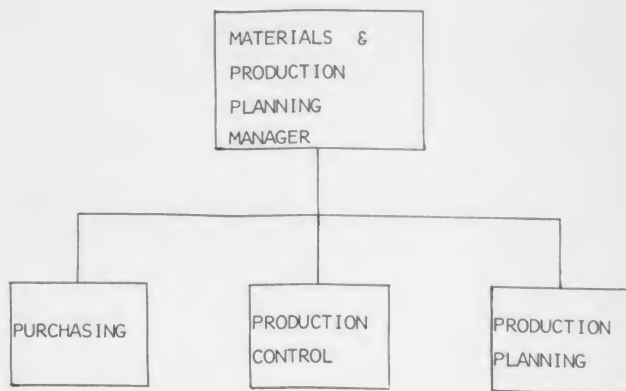 MATERIALS &
PRODUCTION
PLANNING
MANAGER
PURCHASING
PRODUCTION
CONTROL
PRODUCTION
PLANNING